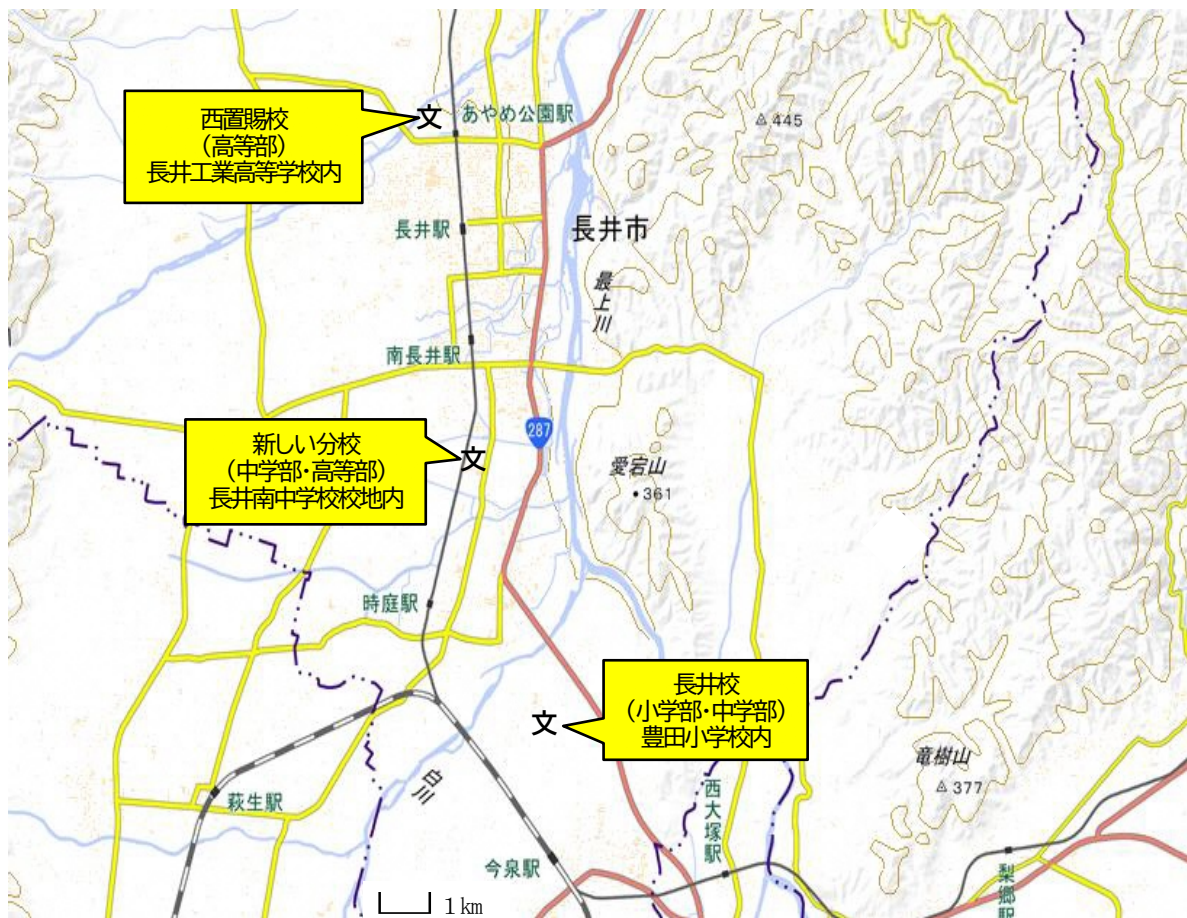 西置賜校
（高等部）
長井工業高等学校内
文
あやめ公園駅
445
長井駅
長井市
最上川
南長井駅
287
新しい分校
（中学部・高等部）
長井南中学校校地内
文
愛宕山
361
時庭駅
長井校
（小学部・中学部）
豊田小学校内
文
竜樹山
377
白川
萩生駅
西大塚駅
今泉駅
梨郷駅
1km